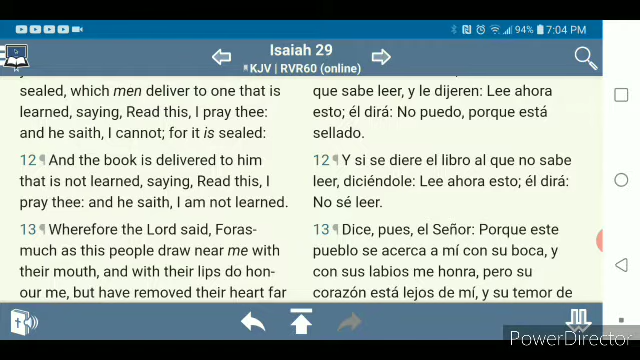 94% 7:04 PM
Isaiah 29
KJV | RVR60 (online)
sealed, which men deliver to one that is
learned, saying, Read this, I pray thee:
and he saith, I cannot; for it is sealed:
12 ¶ And the book is delivered to him
that is not learned, saying, Read this, I
pray thee: and he saith, I am not learned.
13 ¶ Wherefore the Lord said, Foras-
much as this people draw near me with
their mouth, and with their lips do hon-
our me, but have removed their heart far
que sabe leer, y le dijeren: Lee ahora
esto; él dirá: No puedo, porque está
sellado.
12 ¶ Y si se diere el libro al que no sabe
leer, diciéndole: Lee ahora esto; él dirá:
No sé leer.
13 ¶ Dice, pues, el Señor: Porque este
pueblo se acerca a mí con su boca, y
con sus labios me honra, pero su
corazón está lejos de mí, y su temor de
PowerDirector